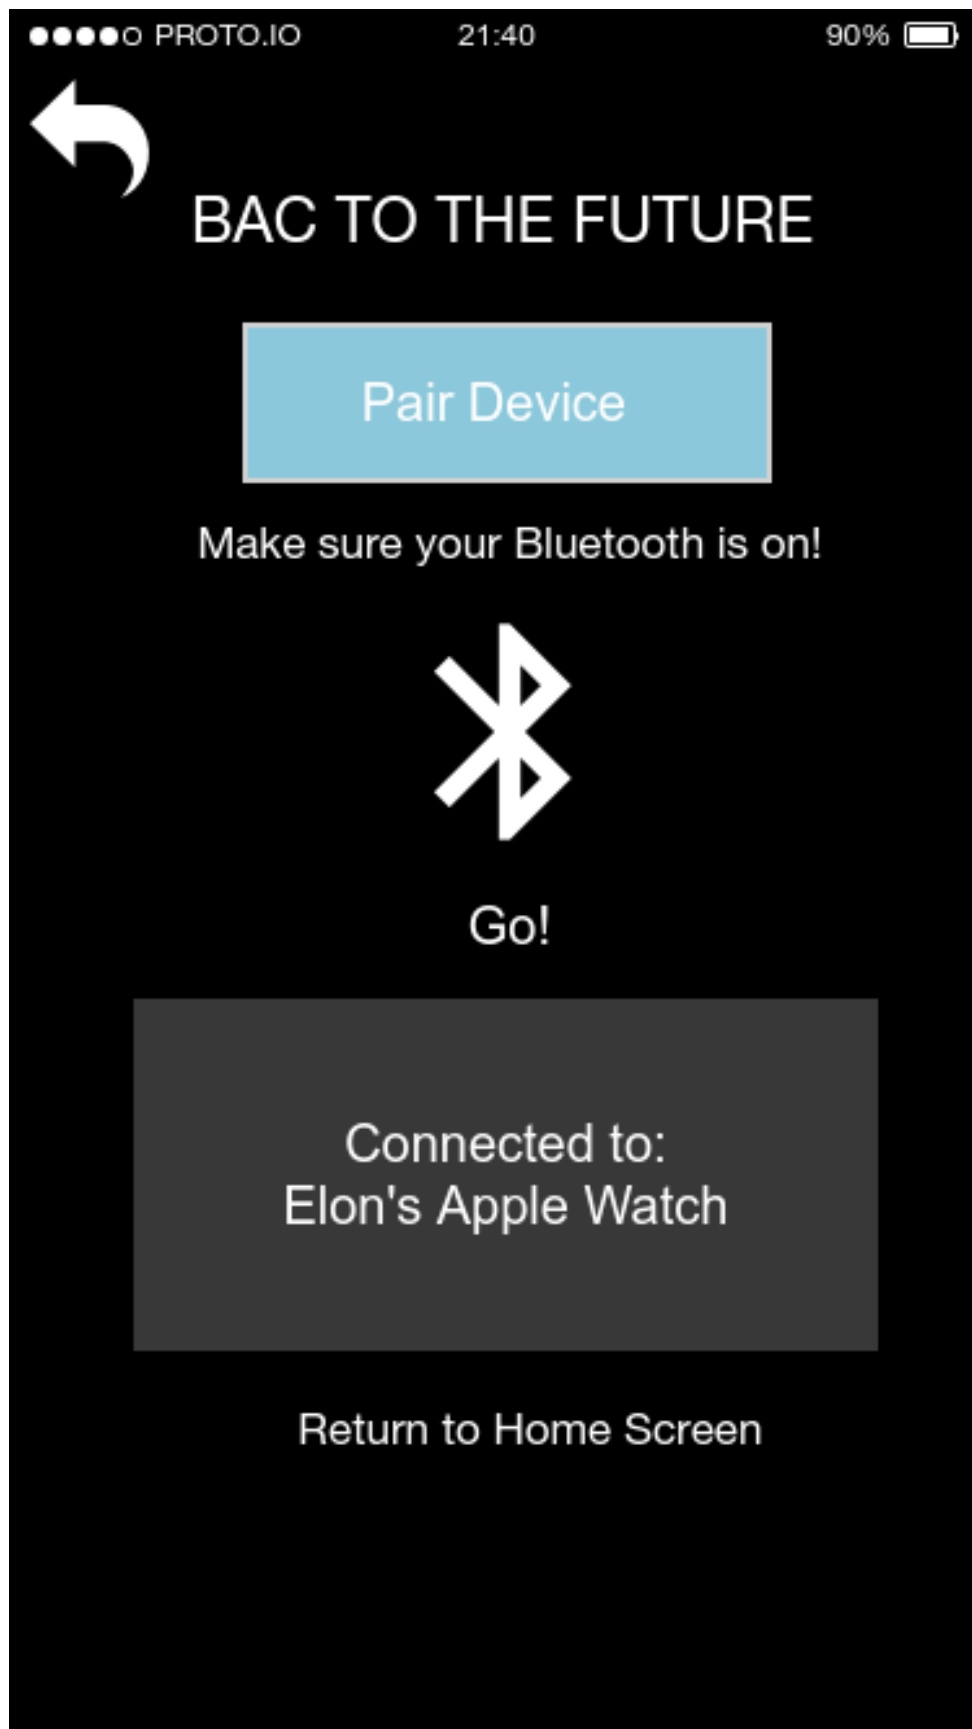 PROTO.IO 21:40 90%
BAC TO THE FUTURE
Pair Device
Make sure your Bluetooth is on!
Go!
Connected to:
Elon's Apple Watch
Return to Home Screen